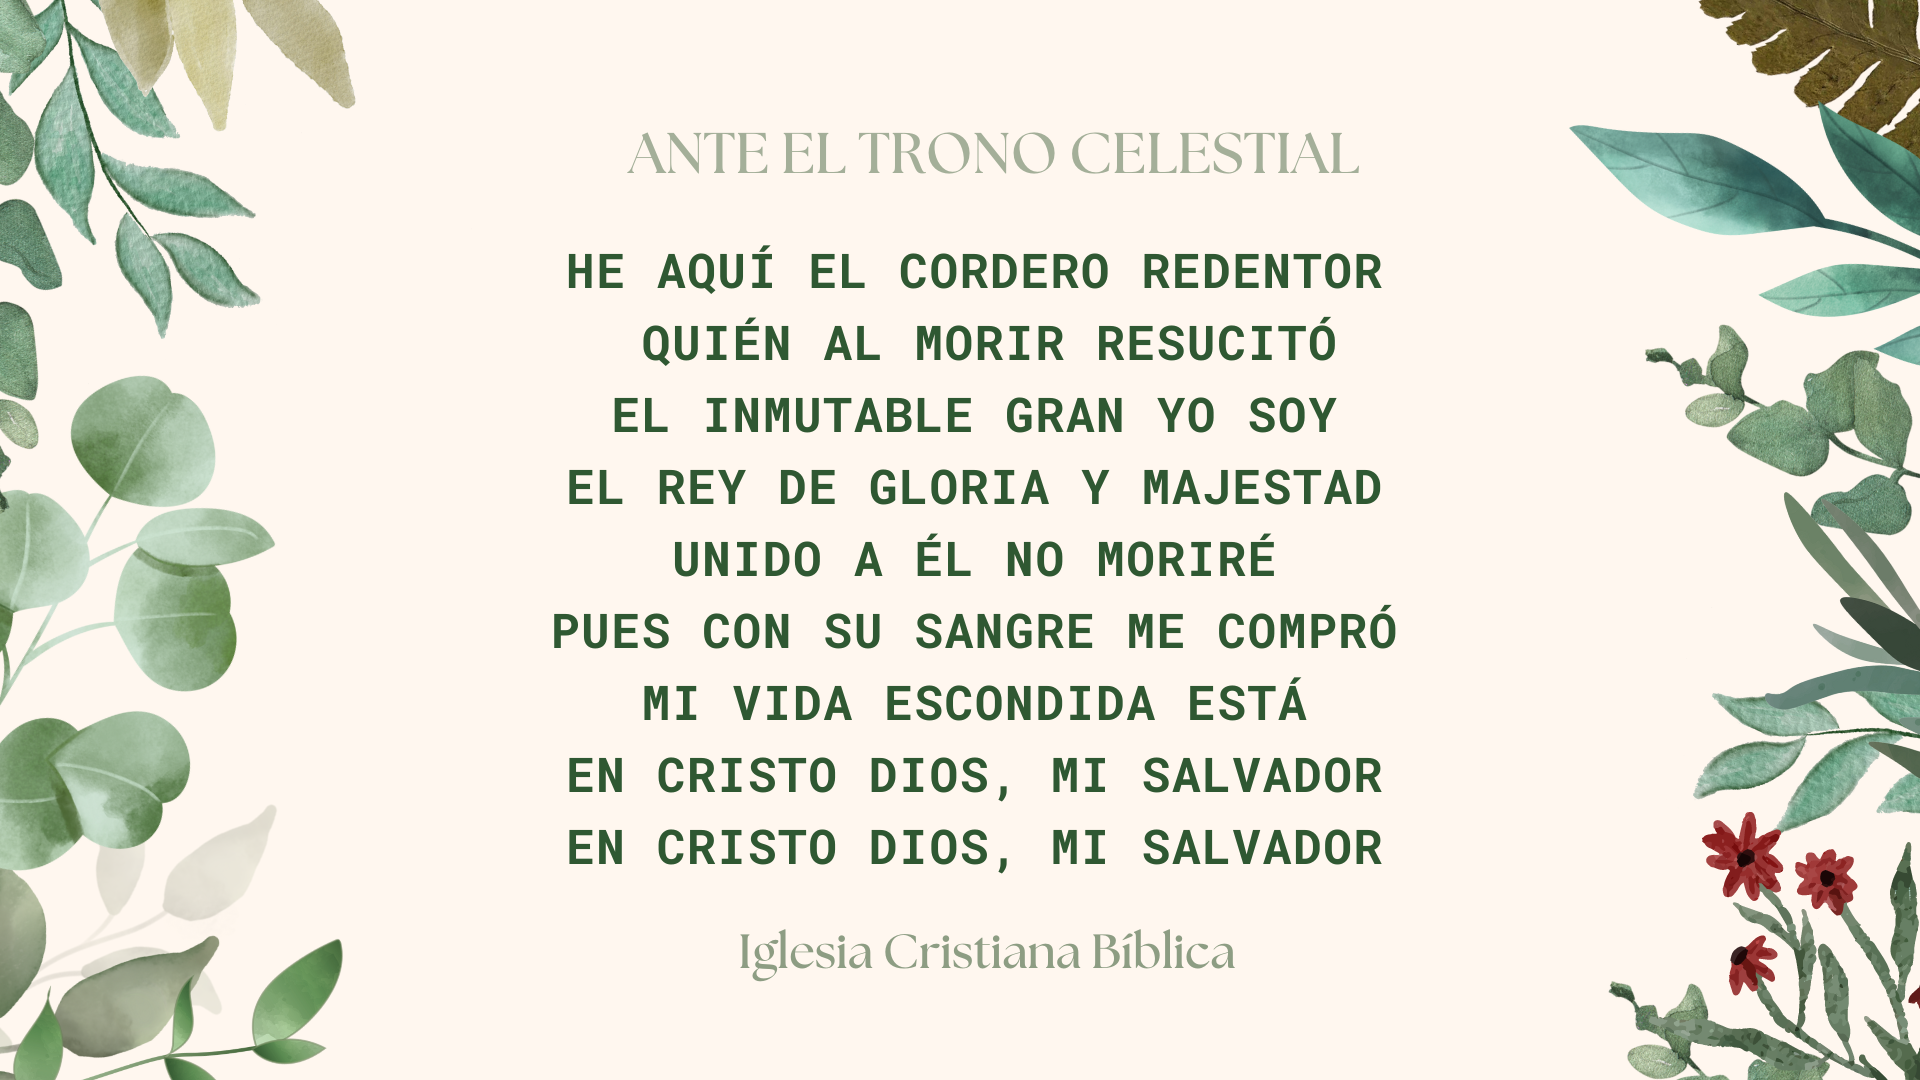 ANTE EL TRONO CELESTIAL
HE AQUÍ EL CORDERO REDENTOR
QUIÉN AL MORIR RESUCITÓ
EL INMUTABLE GRAN YO SOY
EL REY DE GLORIA Y MAJESTAD
UNIDO A ÉL NO MORIRÉ
PUES CON SU SANGRE ME COMPRÓ
MI VIDA ESCONDIDA ESTÁ
EN CRISTO DIOS, MI SALVADOR
EN CRISTO DIOS, MI SALVADOR
Iglesia Cristiana Bíblica